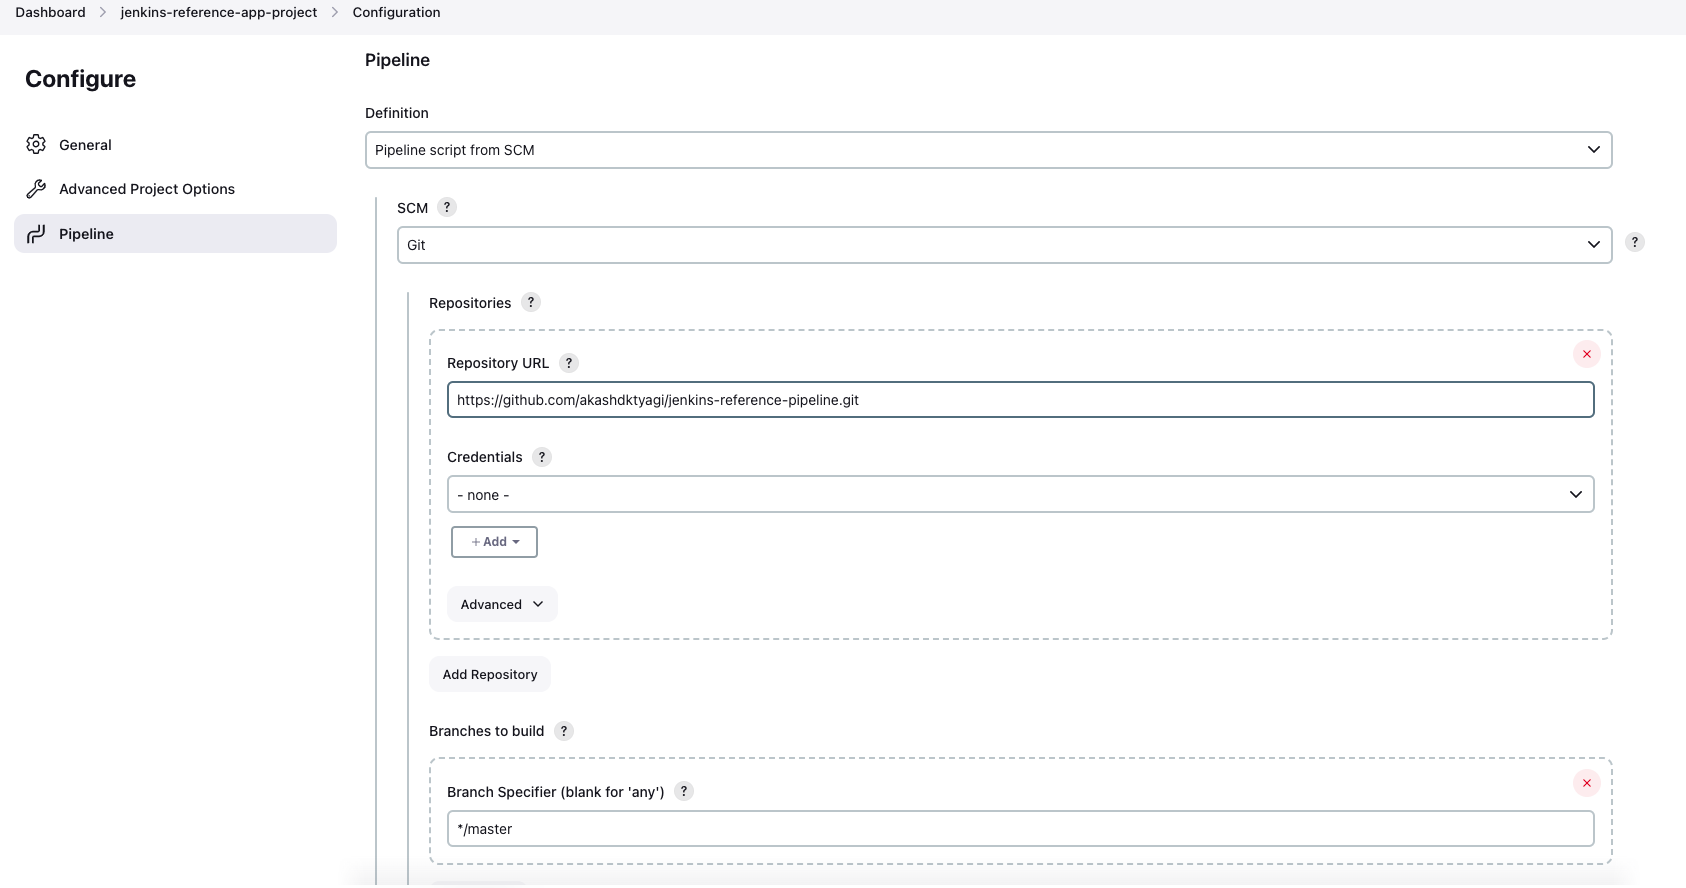 Dashboard > jenkins-reference-app-project > Configuration
Configure
General
Advanced Project Options
Pipeline
Pipeline
Definition
Pipeline script from SCM
SCM ?
Git
?
Repositories ?
Repository URL ?
https://github.com/akashdktyagi/jenkins-reference-pipeline.git
Credentials ?
- none -
+ Add
Advanced
Add Repository
Branches to build ?
Branch Specifier (blank for 'any') ?
*/master